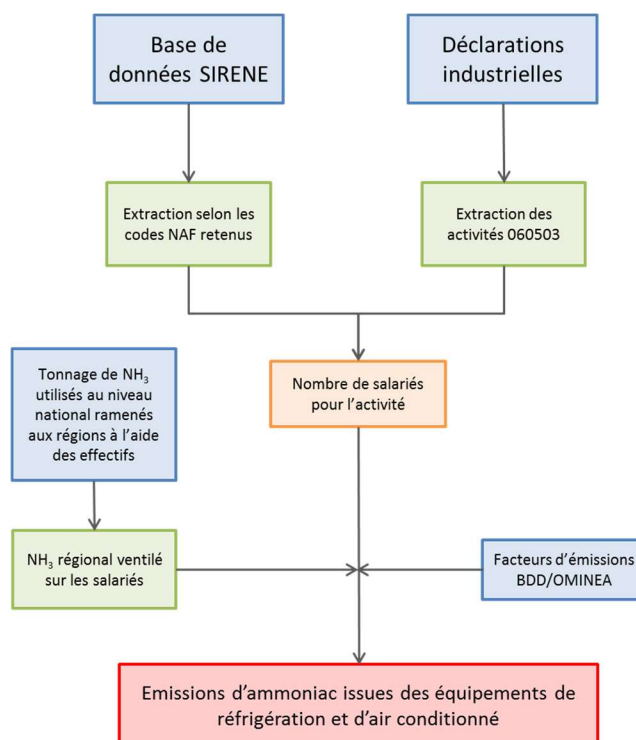 Base de
données SIRENE
Déclarations
industrielles
Extraction selon les
codes NAF retenus
Extraction des
activités 060503
Tonnage de NH₃
utilisés au niveau
national ramenés
aux régions à l’aide
des effectifs
Nombre de salariés
pour l’activité
NH₃ régional ventilé
sur les salariés
Facteurs d’émissions
BDD/OMINEA
Emissions d’ammoniac issues des équipements de
réfrigération et d’air conditionné